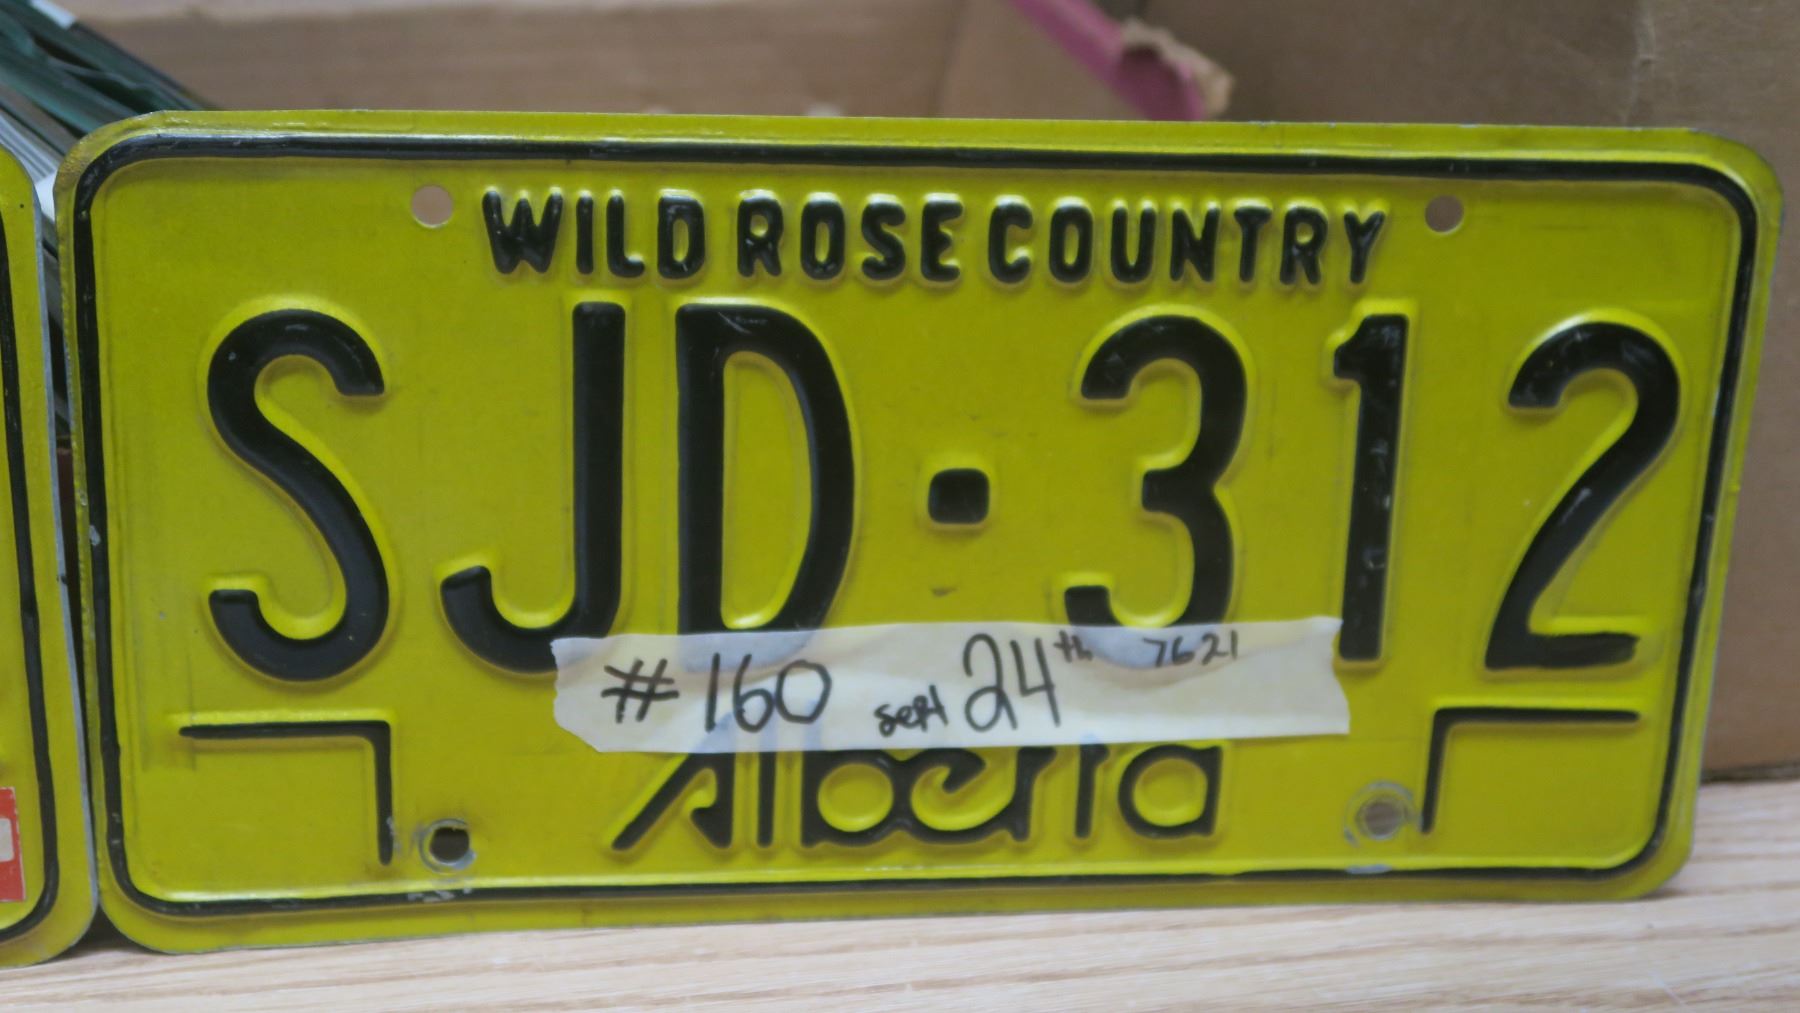 WILD ROSE COUNTRY
SJD·312
#160 sept 24th 7621
Alberta